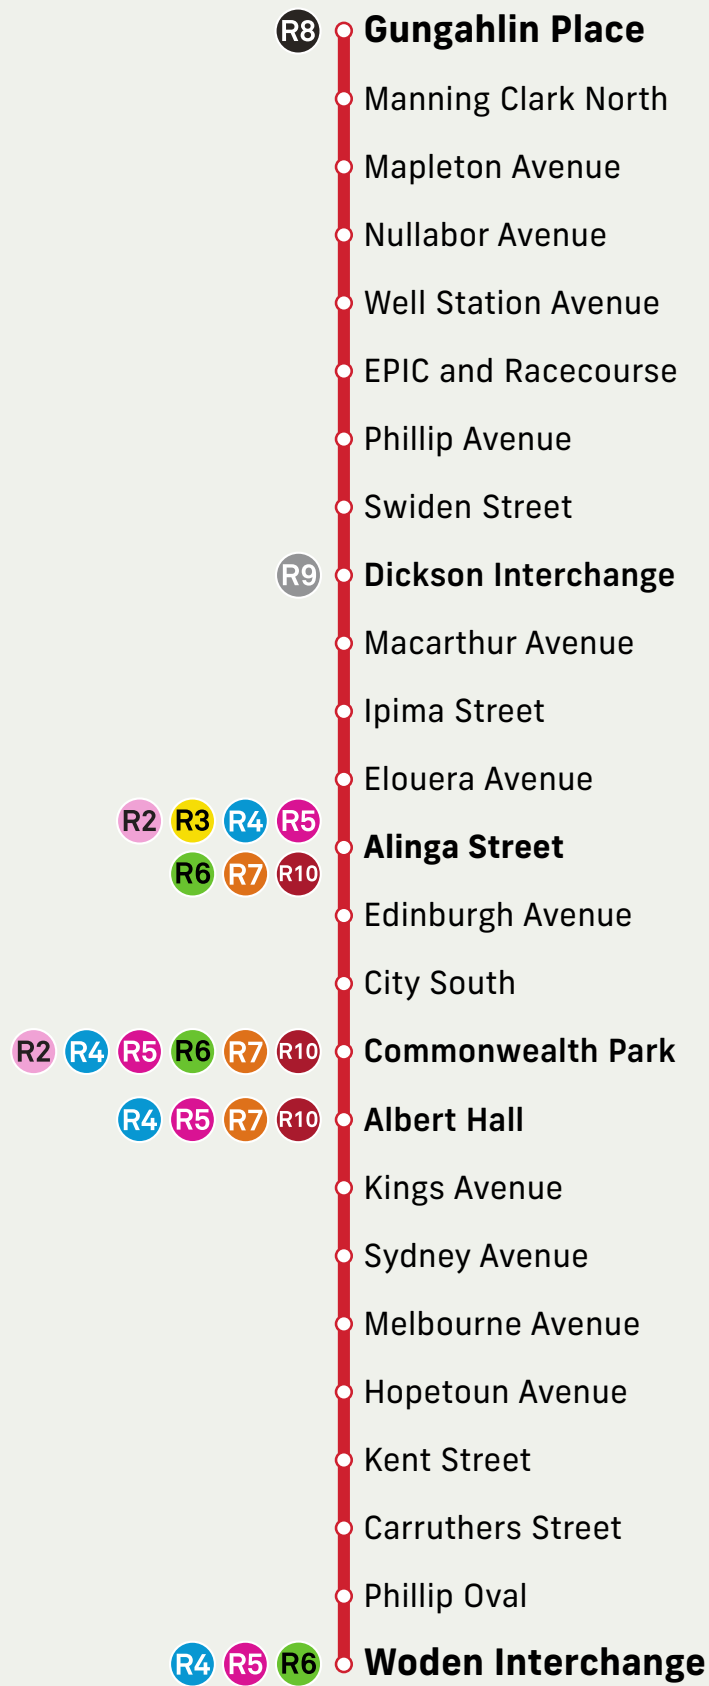 R8 Gungahlin Place
Manning Clark North
Mapleton Avenue
Nullabor Avenue
Well Station Avenue
EPIC and Racecourse
Phillip Avenue
Swiden Street
R9 Dickson Interchange
Macarthur Avenue
Ipima Street
Elouera Avenue
R2 R3 R4 R5
Alinga Street
R6 R7 R10
Edinburgh Avenue
City South
R2 R4 R5 R6 R7 R10 Commonwealth Park
R4 R5 R7 R10 Albert Hall
Kings Avenue
Sydney Avenue
Melbourne Avenue
Hopetoun Avenue
Kent Street
Carruthers Street
Phillip Oval
R4 R5 R6 Woden Interchange